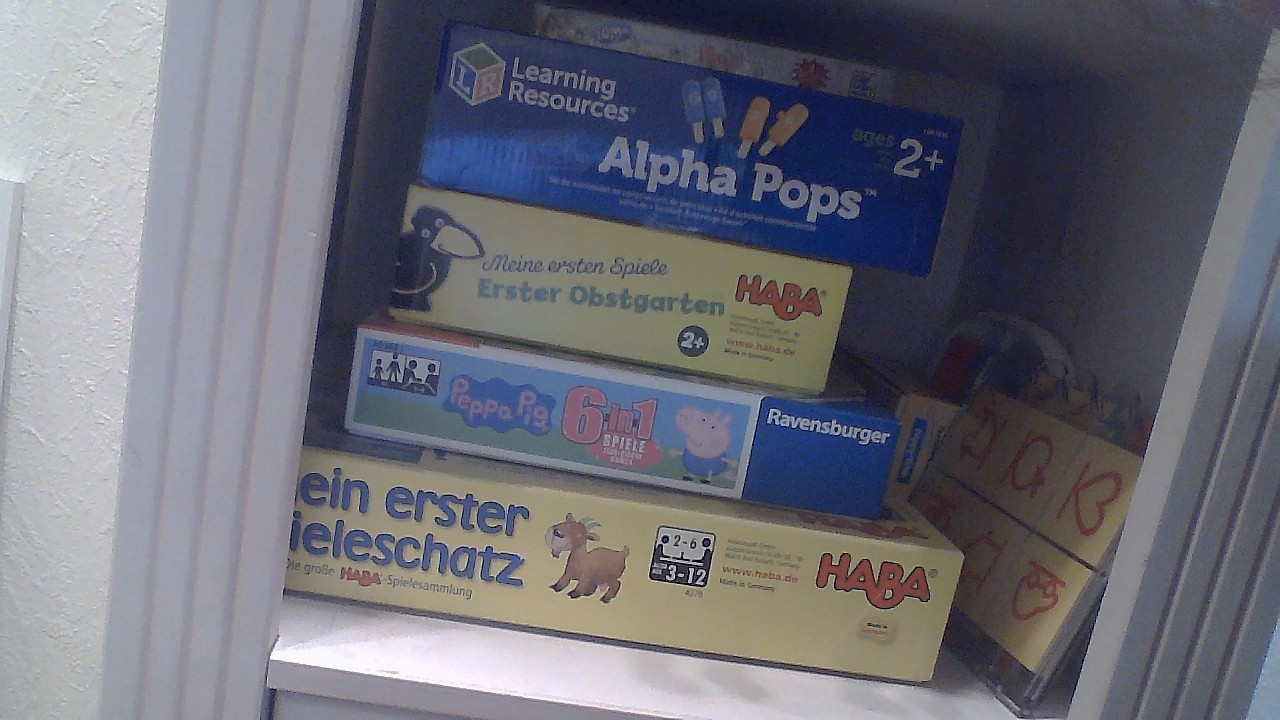 LR Learning
Resources®
Alpha Pops™
ages
2+
Meine ersten Spiele
Erster Obstgarten
2+
HABA®
www.haba.de
Made in Germany
Peppa Pig
6in1
SPIELE
Ravensburger
ein erster
ieleschatz
Die große HABA® Spielesammlung
2-6
3-12
www.haba.de
Made in Germany
HABA®